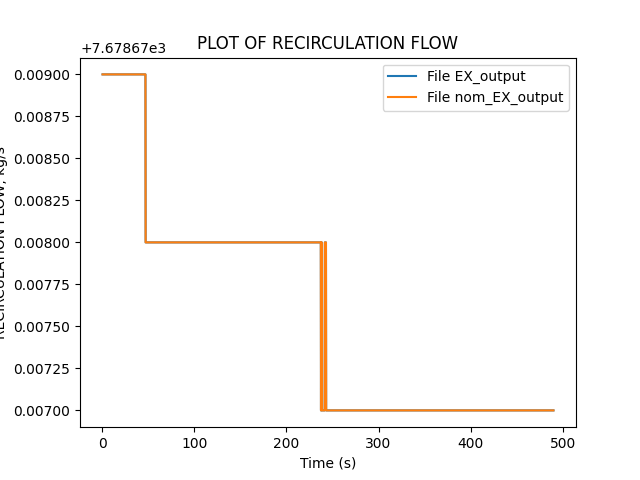 +7.67867e3
PLOT OF RECIRCULATION FLOW
File EX_output
File nom_EX_output
0.00900
0.00875
0.00850
0.00825
0.00800
0.00775
0.00750
0.00725
0.00700
RECIRCULATION FLOW, kg/s
0 100 200 300 400 500
Time (s)